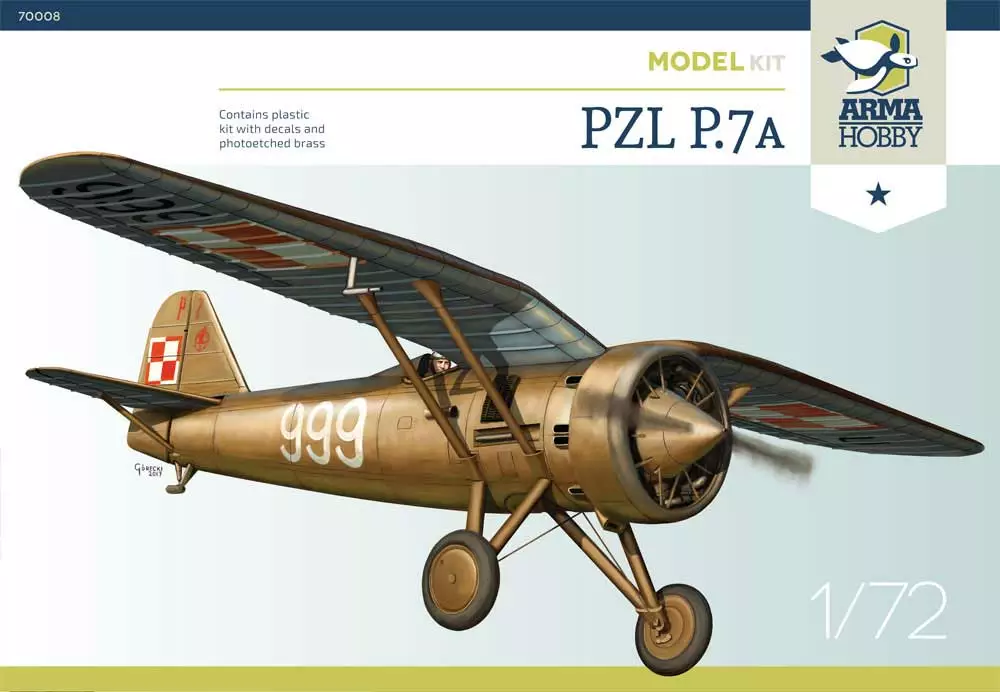 70008
MODEL KIT
Contains plastic
kit with decals and
photoetched brass
PZL P.7A
ARMA
HOBBY
999
GÓRECKI
2017
1/72